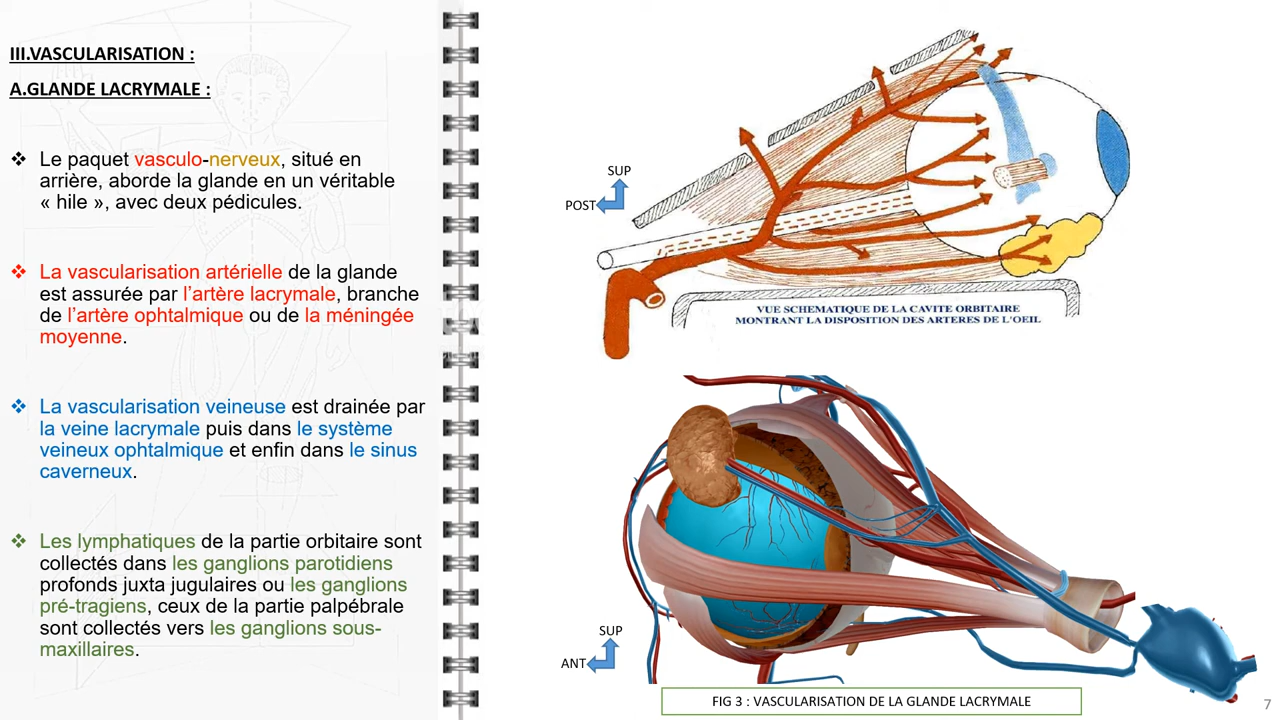 III.VASCULARISATION :
A.GLANDE LACRYMALE :
❖ Le paquet vasculo-nerveux, situé en
arrière, aborde la glande en un véritable
« hile », avec deux pédicules.
❖ La vascularisation artérielle de la glande
est assurée par l’artère lacrymale, branche
de l’artère ophtalmique ou de la méningée
moyenne.
❖ La vascularisation veineuse est drainée par
la veine lacrymale puis dans le système
veineux ophtalmique et enfin dans le sinus
caverneux.
❖ Les lymphatiques de la partie orbitaire sont
collectés dans les ganglions parotidiens
profonds juxta jugulaires ou les ganglions
pré-tragiens, ceux de la partie palpébrale
sont collectés vers les ganglions sous-
maxillaires.
SUP
POST
VUE SCHEMATIQUE DE LA CAVITE ORBITAIRE
MONTRANT LA DISPOSITION DES ARTERES DE L'OEIL
SUP
ANT
FIG 3 : VASCULARISATION DE LA GLANDE LACRYMALE
7